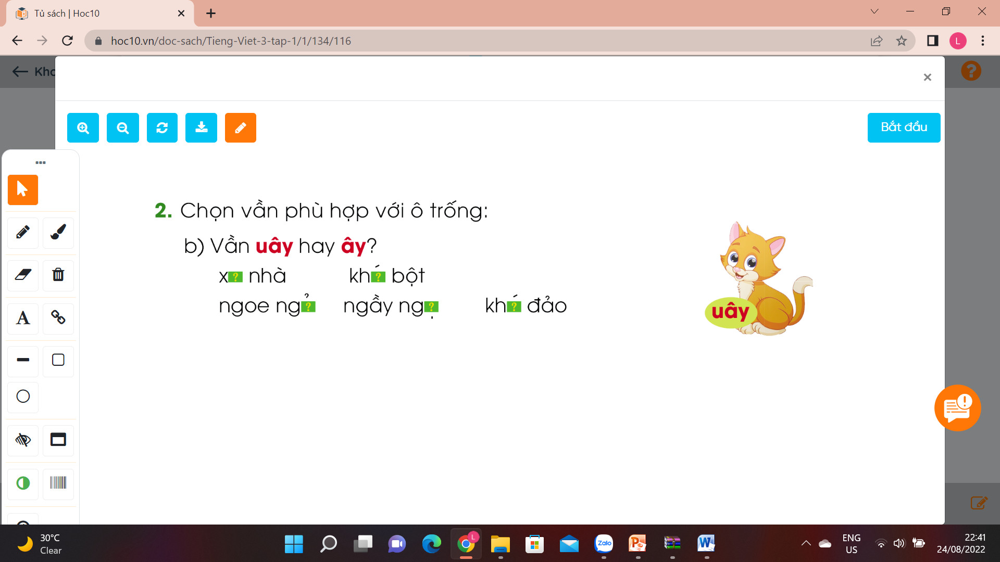 Tủ sách | Hoc10
hoc10.vn/doc-sach/Tieng-Viet-3-tap-1/1/134/116
L
Kho
Bắt đầu
2. Chọn vần phù hợp với ô trống:
b) Vần uây hay ây?
x? nhà kh?́ bột
ngoe ng?̉ ngầy ng?̣ kh?́ đảo
uây
A
30°C
Clear
L
Zalo
ENG
US
22:41
24/08/2022